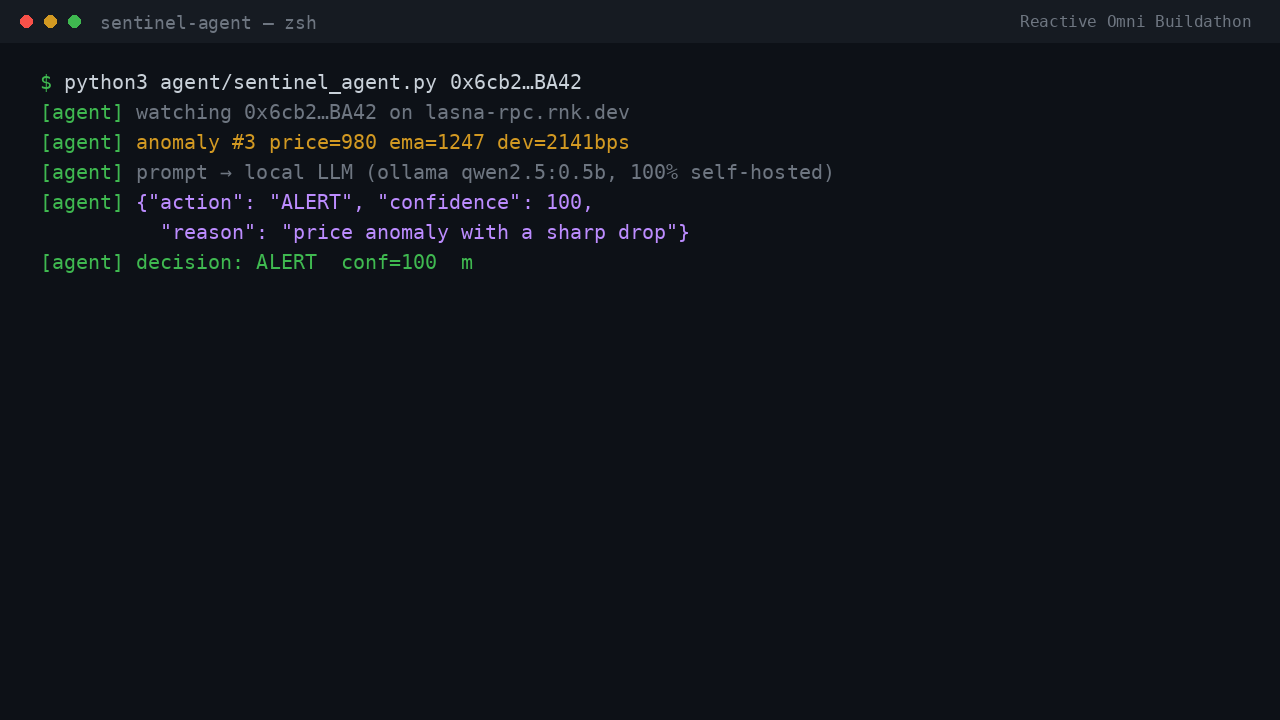 sentinel-agent — zsh
Reactive Omni Buildathon
$ python3 agent/sentinel_agent.py 0x6cb2…BA42
[agent] watching 0x6cb2…BA42 on lasna-rpc.rnk.dev
[agent] anomaly #3 price=980 ema=1247 dev=2141bps
[agent] prompt → local LLM (ollama qwen2.5:0.5b, 100% self-hosted)
[agent] {"action": "ALERT", "confidence": 100,
"reason": "price anomaly with a sharp drop"}
[agent] decision: ALERT  conf=100  m